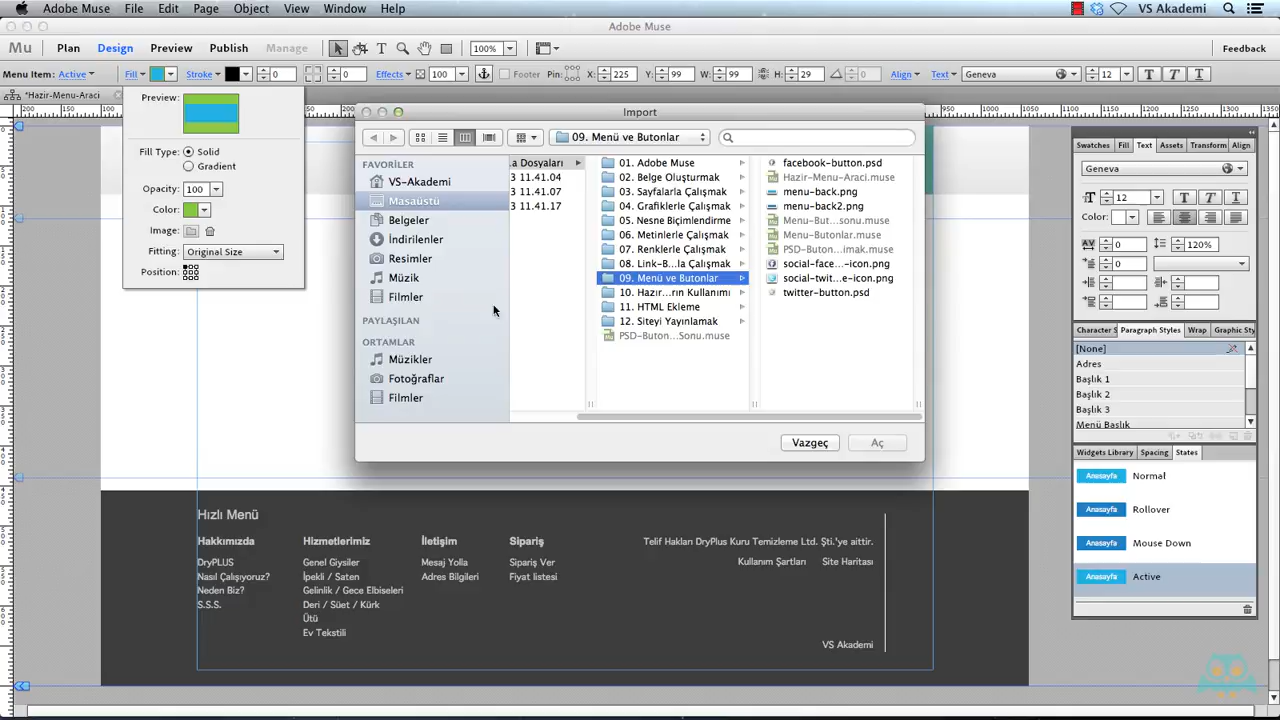 Adobe Muse File Edit Page Object View Window Help VS Akademi
Adobe Muse
Mu Plan Design Preview Publish Manage 100% Feedback
Menu Item: Active Fill Stroke 0 0 Effects 100 Footer Pin: X: 225 Y: 99 W: 99 H: 29 0 Align Text Geneva 12 T T T
*Hazir-Menu-Araci
Preview:
Fill Type: Solid
Gradient
Opacity: 100
Color:
Image:
Fitting: Original Size
Position:
Import
09. Menü ve Butonlar
FAVORİLER
VS-Akademi
Masaüstü
Belgeler
İndirilenler
Resimler
Müzik
Filmler
PAYLAŞILAN
ORTAMLAR
Müzikler
Fotoğraflar
Filmler
.a Dosyaları
3 11.41.04
3 11.41.07
3 11.41.17
01. Adobe Muse
02. Belge Oluşturmak
03. Sayfalarla Çalışmak
04. Grafiklerle Çalışmak
05. Nesne Biçimlendirme
06. Metinlerle Çalışmak
07. Renklerle Çalışmak
08. Link-B...la Çalışmak
09. Menü ve Butonlar
10. Hazır...rın Kullanımı
11. HTML Ekleme
12. Siteyi Yayınlamak
PSD-Buton...Sonu.muse
facebook-button.psd
Hazir-Menu-Araci.muse
menu-back.png
menu-back2.png
Menu-But...sonu.muse
Menu-Butonlar.muse
PSD-Buton...imak.muse
social-face...-icon.png
social-twit...e-icon.png
twitter-button.psd
Vazgeç Aç
Swatches Fill Text Assets Transform Align
Geneva
12 T T T
Color:
0 120%
0
Character S Paragraph Styles Wrap Graphic Sty
[None]
Adres
Başlık 1
Başlık 2
Başlık 3
Menü Başlık
Widgets Library Spacing States
Anasayfa Normal
Anasayfa Rollover
Anasayfa Mouse Down
Anasayfa Active
Hızlı Menü
Hakkımızda
DryPLUS
Nasıl Çalışıyoruz?
Neden Biz?
S.S.S.
Hizmetlerimiz
Genel Giysiler
İpekli / Saten
Gelinlik / Gece Elbiseleri
Deri / Süet / Kürk
Ütü
Ev Tekstili
İletişim
Mesaj Yolla
Adres Bilgileri
Sipariş
Sipariş Ver
Fiyat listesi
Telif Hakları DryPlus Kuru Temizleme Ltd. Şti.'ye aittir.
Kullanım Şartları Site Haritası
VS Akademi